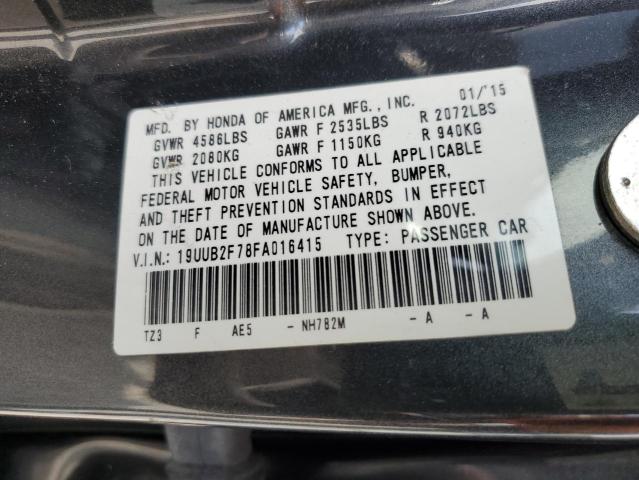 MFD. BY HONDA OF AMERICA MFG., INC. 01/'15
GVWR 4586LBS GAWR F 2535LBS R 2072LBS
GVWR 2080KG GAWR F 1150KG R 940KG
THIS VEHICLE CONFORMS TO ALL APPLICABLE
FEDERAL MOTOR VEHICLE SAFETY, BUMPER,
AND THEFT PREVENTION STANDARDS IN EFFECT
ON THE DATE OF MANUFACTURE SHOWN ABOVE.
V.I.N.: 19UUB2F78FA016415 TYPE: PASSENGER CAR
TZ3 F AE5 - NH782M - A - A